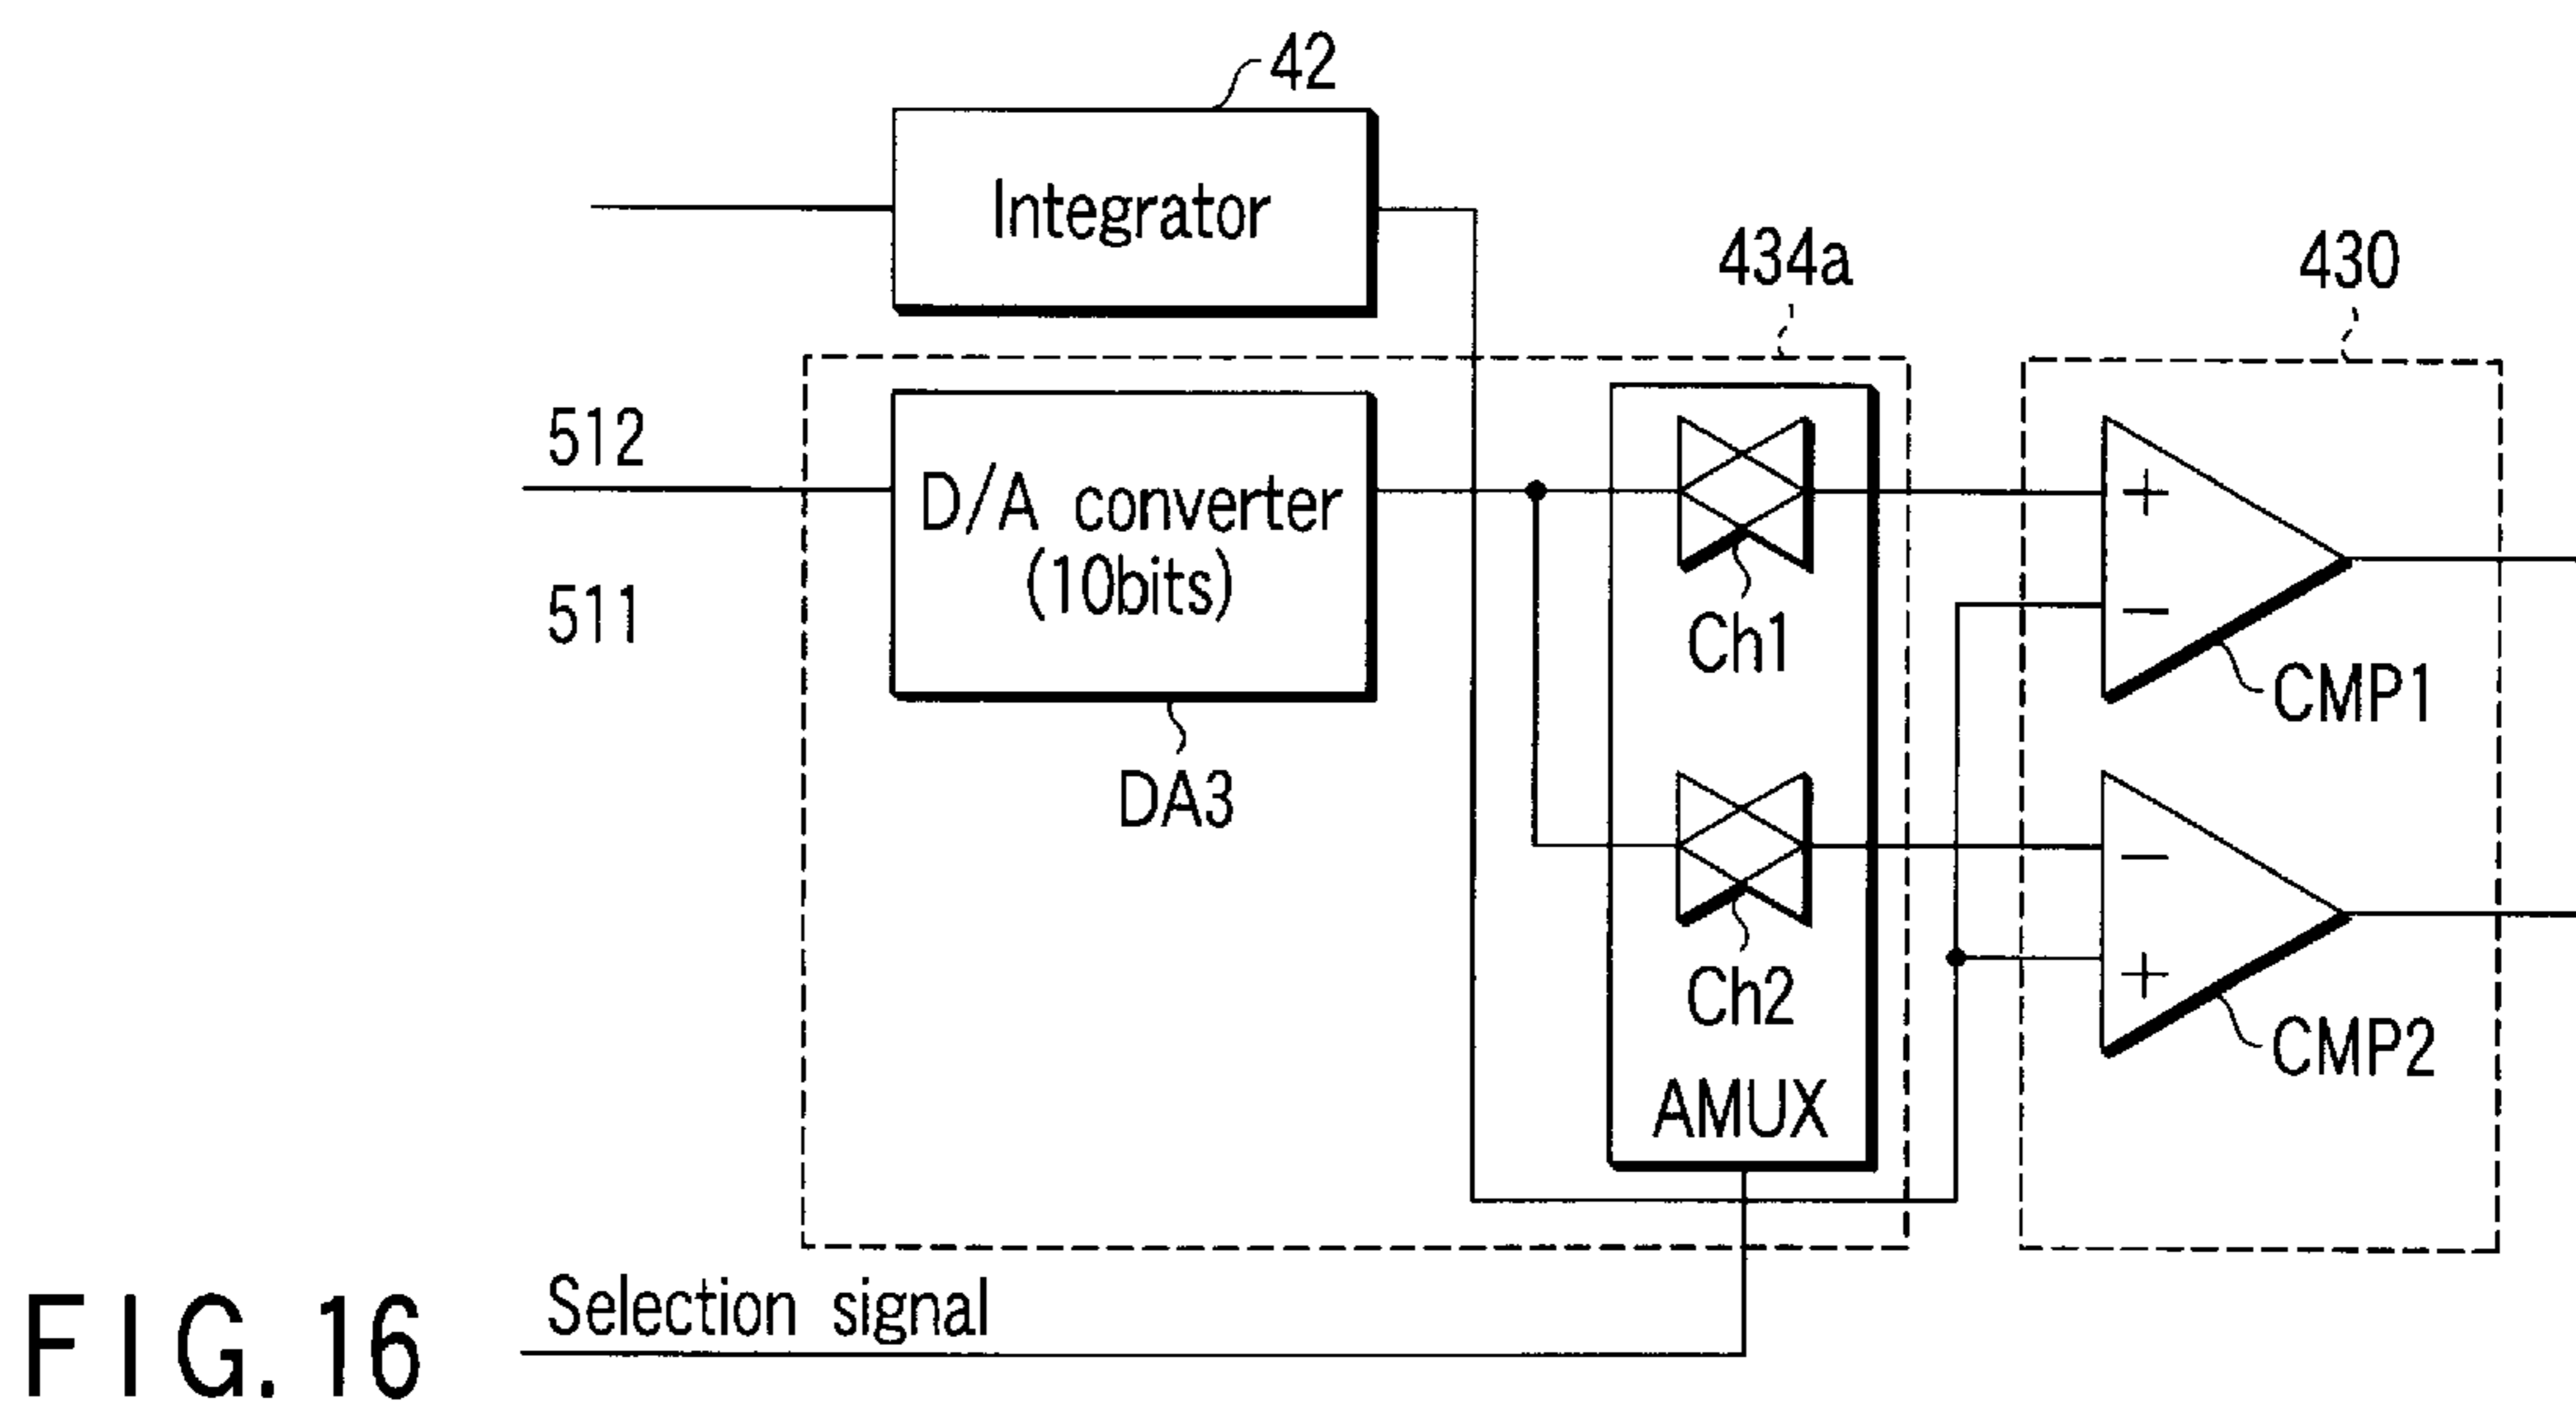 42
Integrator
434a
430
512
D/A converter
(10bits)
511
DA3
+
−
Ch1
CMP1
−
+
Ch2
CMP2
AMUX
Selection signal
FIG. 16